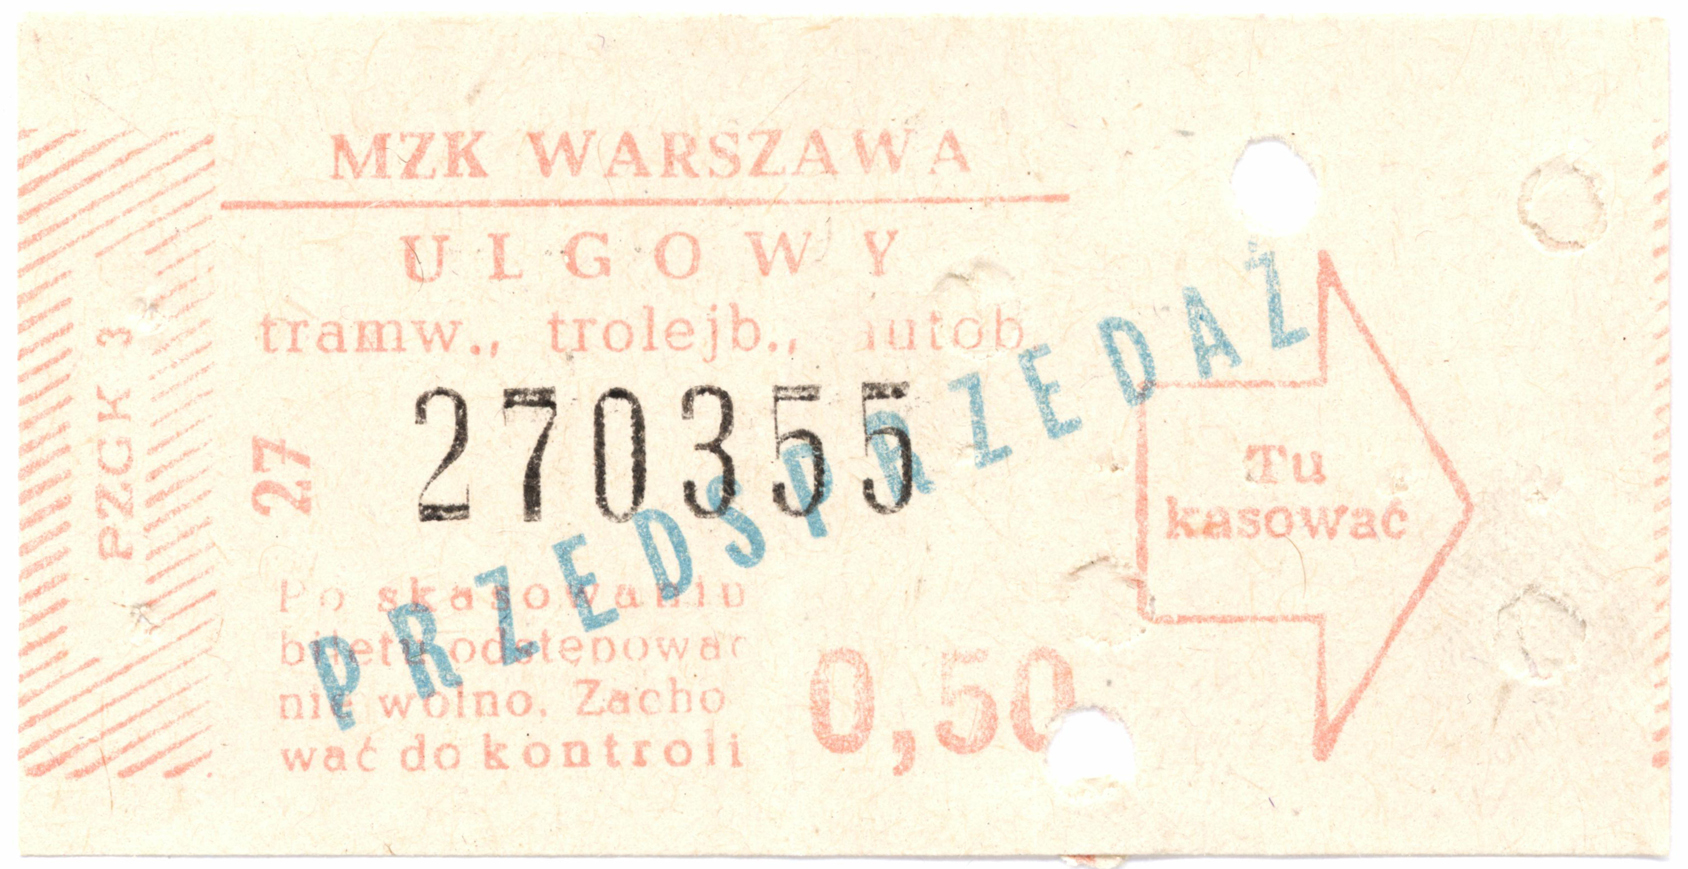 MZK WARSZAWA
ULGOWY
tramw., trolejb., autob.
PZGK 3
27
270355
PRZEDSPRZEDAŻ
Po skasowaniu
biletu odstępować
nie wolno. Zacho
wać do kontroli
0,50
Tu
kasować